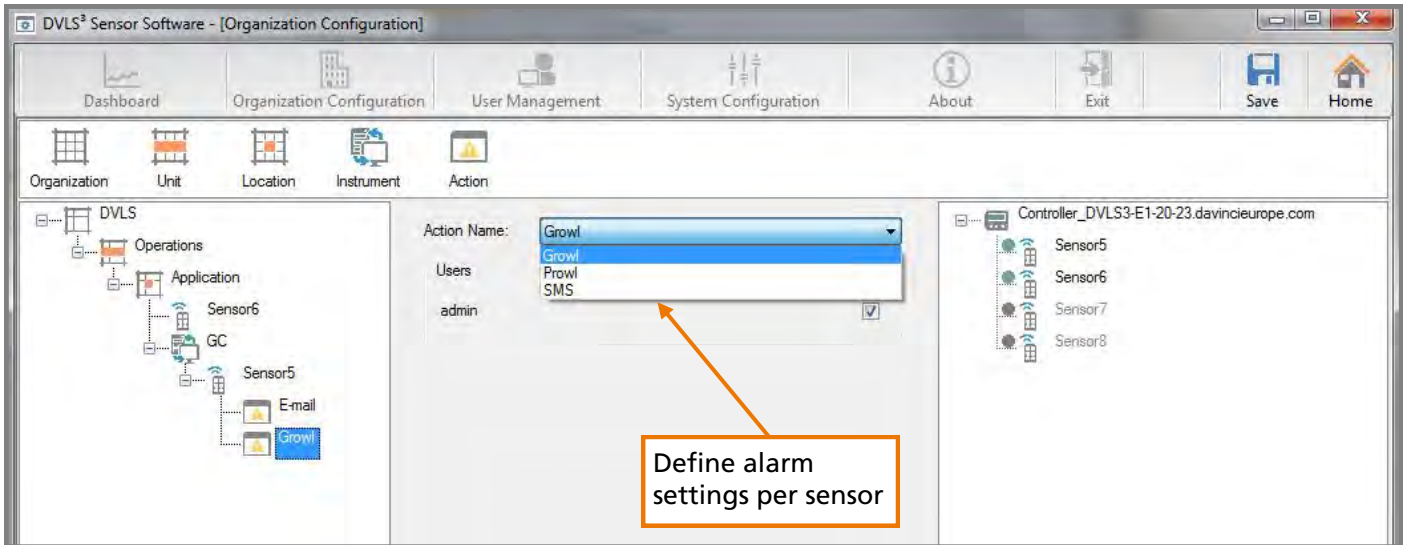 DVLS³ Sensor Software - [Organization Configuration]
Dashboard
Organization Configuration
User Management
System Configuration
About
Exit
Save
Home
Organization
Unit
Location
Instrument
Action
DVLS
Operations
Application
Sensor6
GC
Sensor5
E-mail
Growl
Action Name:
Growl
Growl
Prowl
SMS
Users
admin
Define alarm
settings per sensor
Controller_DVLS3-E1-20-23.davincieurope.com
Sensor5
Sensor6
Sensor7
Sensor8